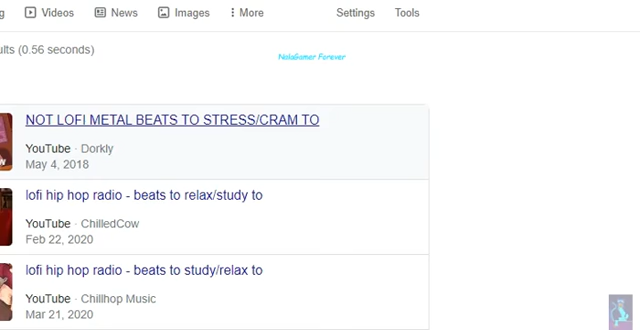 Videos News Images More Settings Tools
ults (0.56 seconds)
NolaGamer Forever
NOT LOFI METAL BEATS TO STRESS/CRAM TO
YouTube · Dorkly
May 4, 2018
lofi hip hop radio - beats to relax/study to
YouTube · ChilledCow
Feb 22, 2020
lofi hip hop radio - beats to study/relax to
YouTube · Chillhop Music
Mar 21, 2020